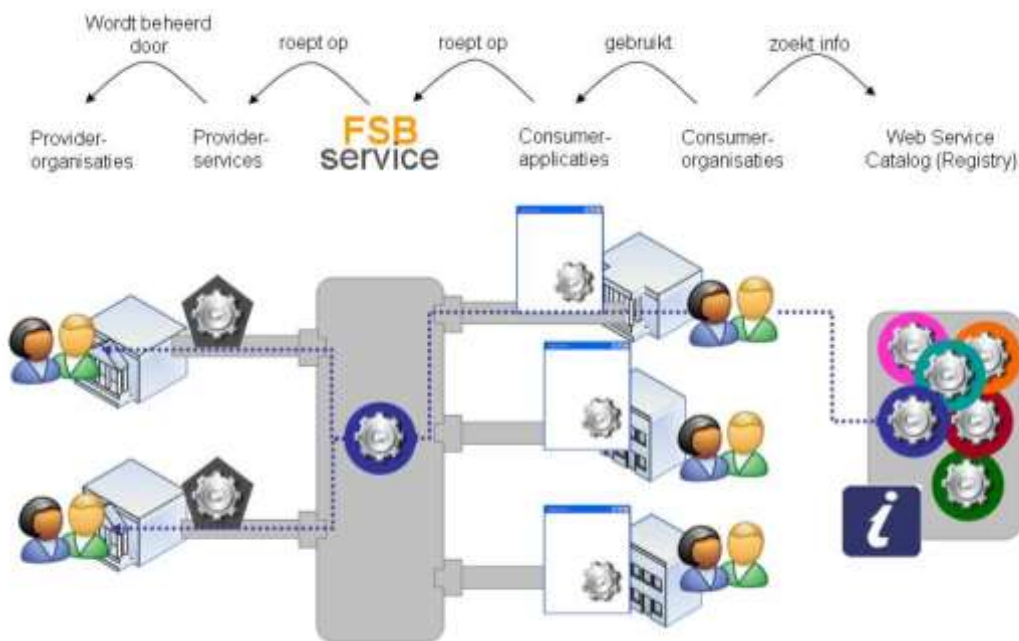 Wordt beheerd
door
roept op
roept op
gebruikt
zoekt info
Provider-
organisaties
Provider-
services
FSB
service
Consumer-
applicaties
Consumer-
organisaties
Web Service
Catalog (Registry)
i